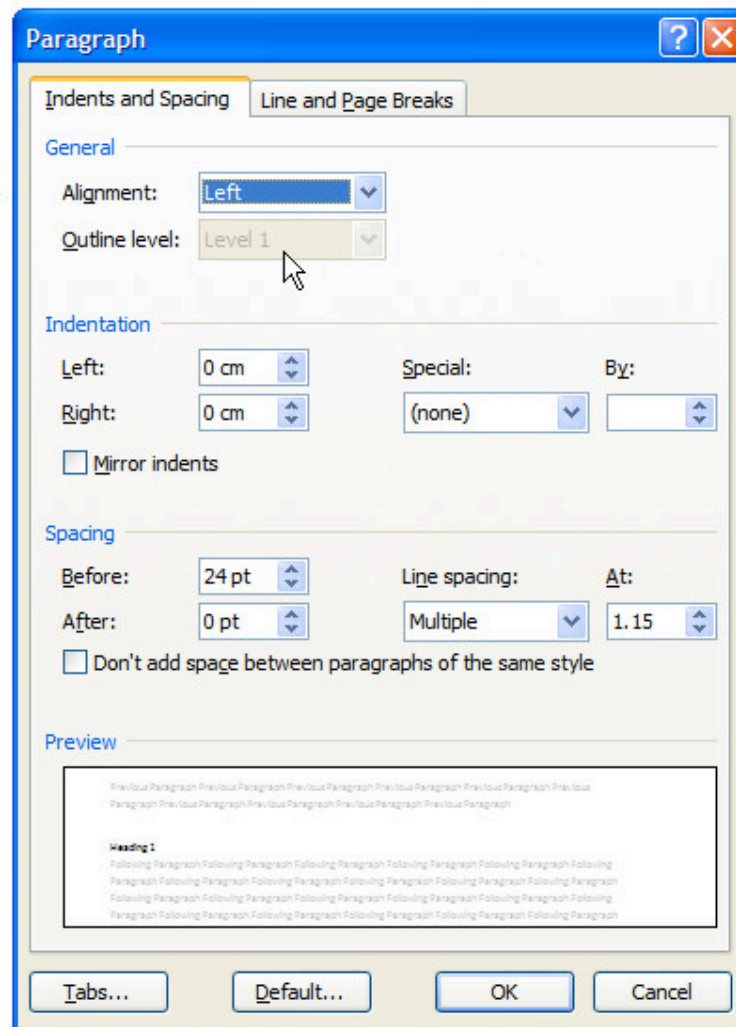 Paragraph
Indents and Spacing Line and Page Breaks
General
Alignment: Left
Outline level: Level 1
Indentation
Left: 0 cm Special: By:
Right: 0 cm (none)
Mirror indents
Spacing
Before: 24 pt Line spacing: At:
After: 0 pt Multiple 1.15
Don't add space between paragraphs of the same style
Preview
Previous Paragraph Previous Paragraph Previous Paragraph Previous Paragraph Previous Paragraph Previous
Paragraph Previous Paragraph Previous Paragraph Previous Paragraph Previous Paragraph
Heading 1
Following Paragraph Following Paragraph Following Paragraph Following Paragraph Following Paragraph Following
Paragraph Following Paragraph Following Paragraph Following Paragraph Following Paragraph Following Paragraph
Following Paragraph Following Paragraph Following Paragraph Following Paragraph Following Paragraph Following
Paragraph Following Paragraph Following Paragraph Following Paragraph Following Paragraph Following Paragraph
Tabs... Default... OK Cancel